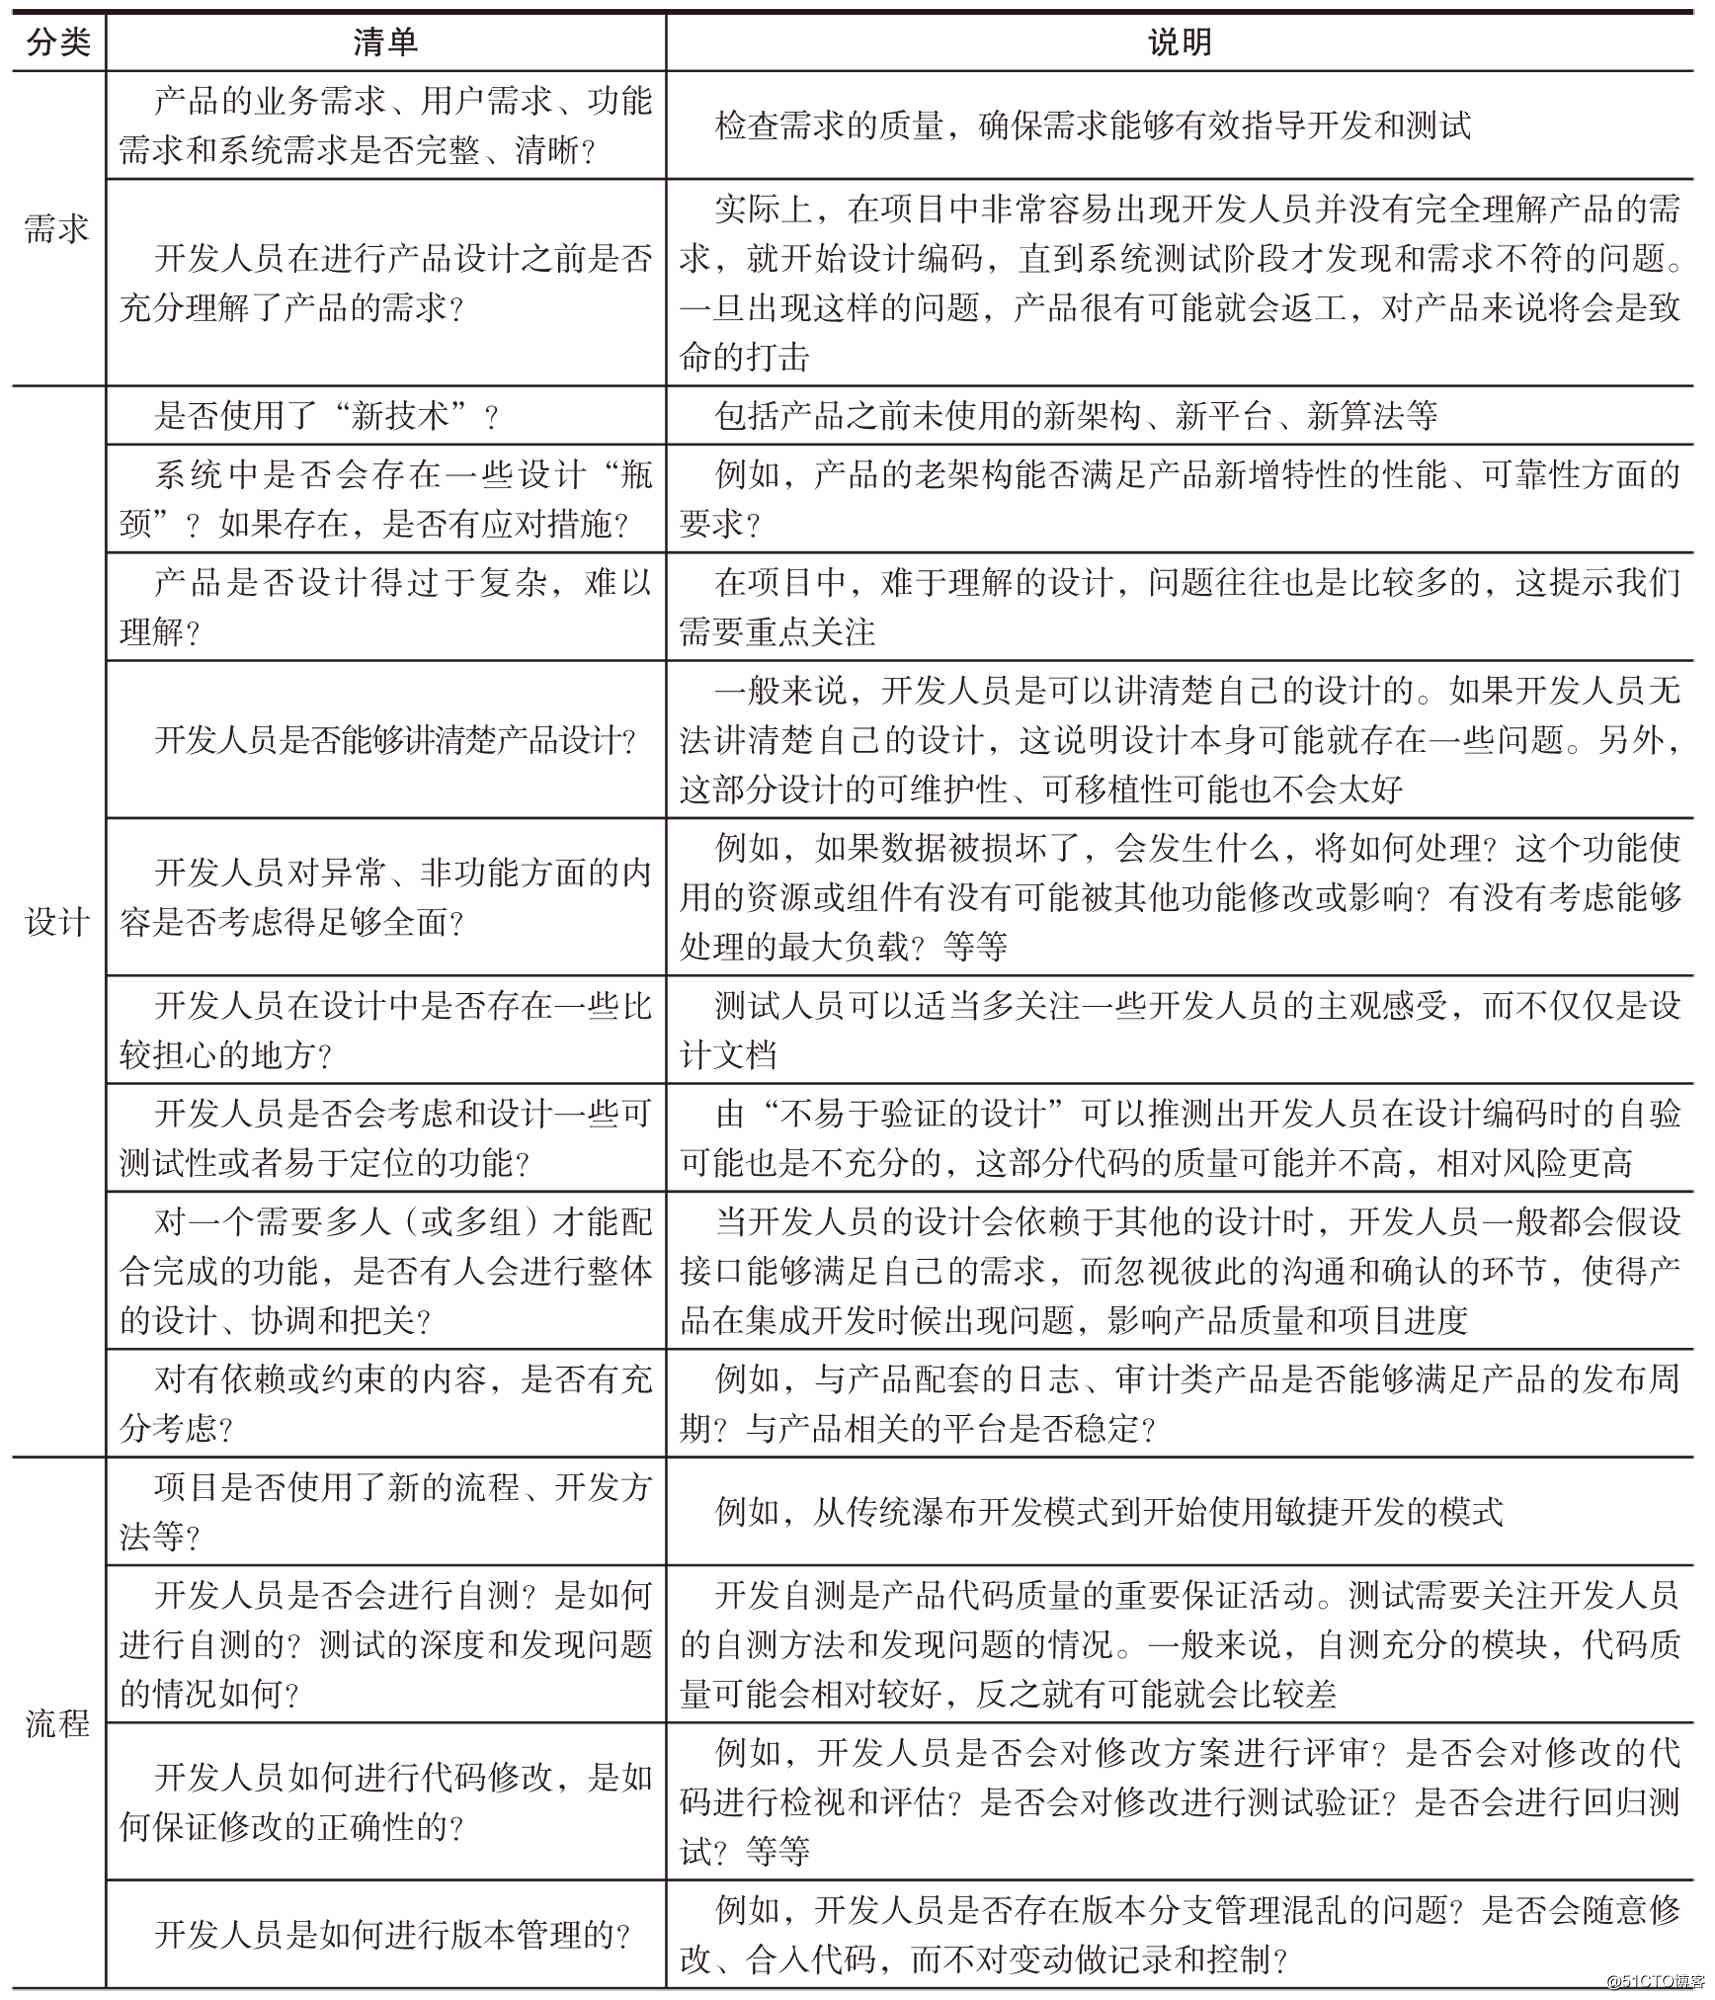 分类 清单 说明
产品的业务需求、用户需求、功能
需求和系统需求是否完整、清晰？
检查需求的质量，确保需求能够有效指导开发和测试
需求
开发人员在进行产品设计之前是否
充分理解了产品的需求？
实际上，在项目中非常容易出现开发人员并没有完全理解产品的需
求，就开始设计编码，直到系统测试阶段才发现和需求不符的问题。
一旦出现这样的问题，产品很有可能就会返工，对产品来说将会是致
命的打击
是否使用了“新技术”？
包括产品之前未使用的新架构、新平台、新算法等
系统中是否会存在一些设计“瓶
颈”？如果存在，是否有应对措施？
例如，产品的老架构能否满足产品新增特性的性能、可靠性方面的
要求？
产品是否设计得过于复杂，难以
理解？
在项目中，难于理解的设计，问题往往也是比较多的，这提示我们
需要重点关注
开发人员是否能够讲清楚产品设计？
一般来说，开发人员是可以讲清楚自己的设计的。如果开发人员无
法讲清楚自己的设计，这说明设计本身可能就存在一些问题。另外，
这部分设计的可维护性、可移植性可能也不会太好
设计
开发人员对异常、非功能方面的内
容是否考虑得足够全面？
例如，如果数据被损坏了，会发生什么，将如何处理？这个功能使
用的资源或组件有没有可能被其他功能修改或影响？有没有考虑能够
处理的最大负载？等等
开发人员在设计中是否存在一些比
较担心的地方？
测试人员可以适当多关注一些开发人员的主观感受，而不仅仅是设
计文档
开发人员是否会考虑和设计一些可
测试性或者易于定位的功能？
由“不易于验证的设计”可以推测出开发人员在设计编码时的自验
可能也是不充分的，这部分代码的质量可能并不高，相对风险更高
对一个需要多人（或多组）才能配
合完成的功能，是否有人会进行整体
的设计、协调和把关？
当开发人员的设计会依赖于其他的设计时，开发人员一般都会假设
接口能够满足自己的需求，而忽视彼此的沟通和确认的环节，使得产
品在集成开发时候出现问题，影响产品质量和项目进度
对有依赖或约束的内容，是否有充
分考虑？
例如，与产品配套的日志、审计类产品是否能够满足产品的发布周
期？与产品相关的平台是否稳定？
项目是否使用了新的流程、开发方
法等？
例如，从传统瀑布开发模式到开始使用敏捷开发的模式
开发人员是否会进行自测？是如何
进行自测的？测试的深度和发现问题
的情况如何？
开发自测是产品代码质量的重要保证活动。测试需要关注开发人员
的自测方法和发现问题的情况。一般来说，自测充分的模块，代码质
量可能会相对较好，反之就有可能就会比较差
流程
开发人员如何进行代码修改，是如
何保证修改的正确性的？
例如，开发人员是否会对修改方案进行评审？是否会对修改的代
码进行检视和评估？是否会对修改进行测试验证？是否会进行回归测
试？等等
开发人员是如何进行版本管理的？
例如，开发人员是否存在版本分支管理混乱的问题？是否会随意修
改、合入代码，而不对变动做记录和控制？
@51CTO博客